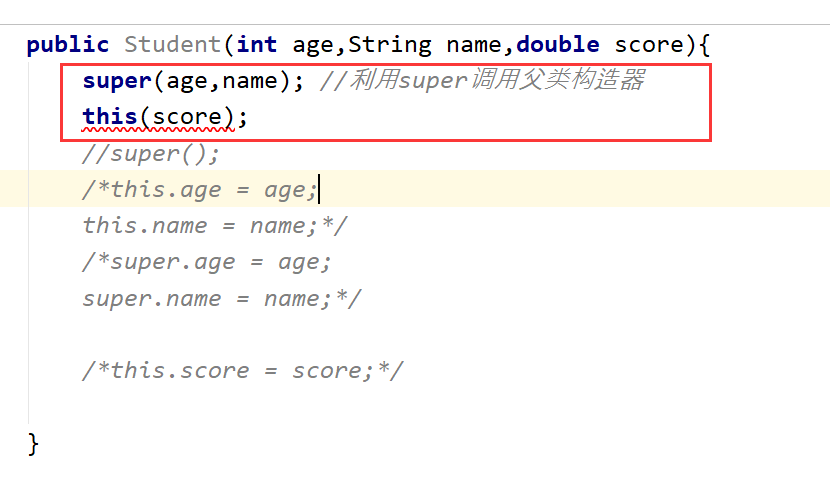 public Student(int age,String name,double score){
super(age,name); //利用super调用父类构造器
this(score);
//super();
/*this.age = age;
this.name = name;*/
/*super.age = age;
super.name = name;*/
/*this.score = score;*/
}